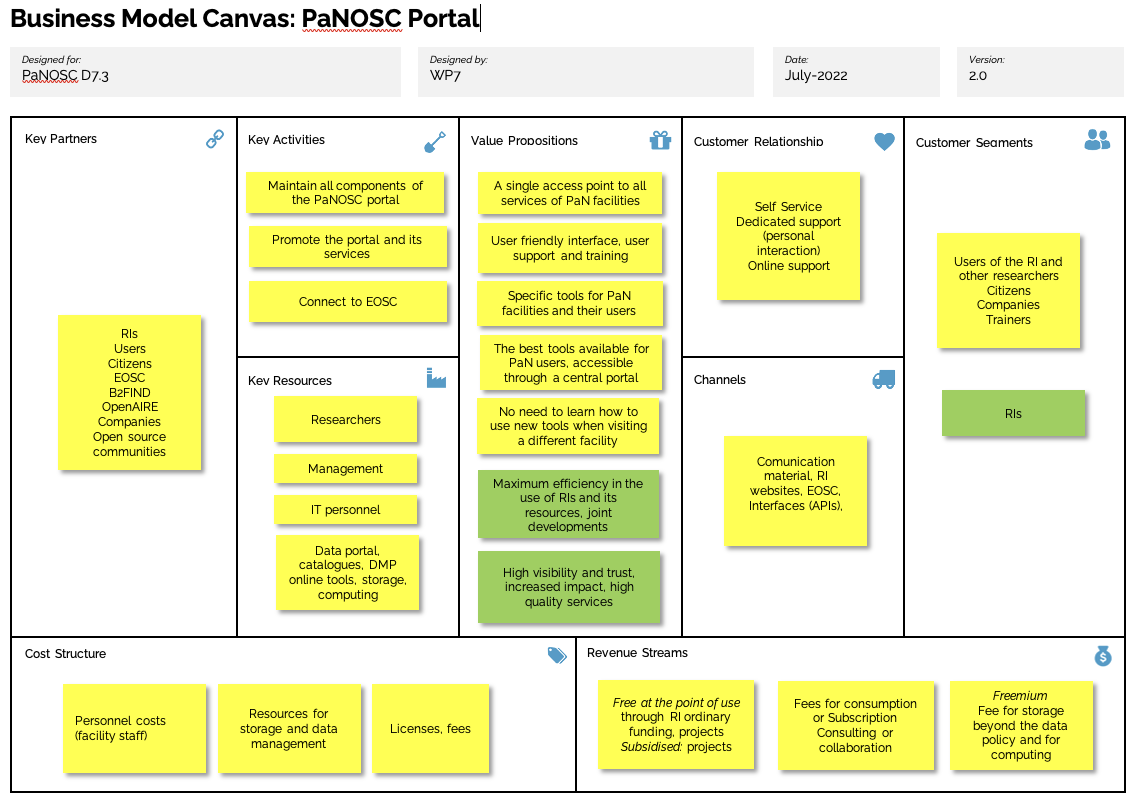 Business Model Canvas: PaNOSC Portal
Designed for:
PaNOSC D7.3
Designed by:
WP7
Date:
July-2022
Version:
2.0
Key Partners
RIs
Users
Citizens
EOSC
B2FIND
OpenAIRE
Companies
Open source
communities
Key Activities
Maintain all components of
the PaNOSC portal
Promote the portal and its
services
Connect to EOSC
Key Resources
Researchers
Management
IT personnel
Data portal,
catalogues, DMP
online tools, storage,
computing
Value Propositions
A single access point to all
services of PaN facilities
User friendly interface, user
support and training
Specific tools for PaN
facilities and their users
The best tools available for
PaN users, accessible
through a central portal
No need to learn how to
use new tools when visiting
a different facility
Maximum efficiency in the
use of RIs and its
resources, joint
developments
High visibility and trust,
increased impact, high
quality services
Customer Relationship
Self Service
Dedicated support
(personal
interaction)
Online support
Channels
Comunication
material, RI
websites, EOSC,
Interfaces (APIs),
Customer Segments
Users of the RI and
other researchers
Citizens
Companies
Trainers
RIs
Cost Structure
Personnel costs
(facility staff)
Resources for
storage and data
management
Licenses, fees
Revenue Streams
Free at the point of use
through RI ordinary
funding, projects
Subsidised: projects
Fees for consumption
or Subscription
Consulting or
collaboration
Freemium
Fee for storage
beyond the data
policy and for
computing
$